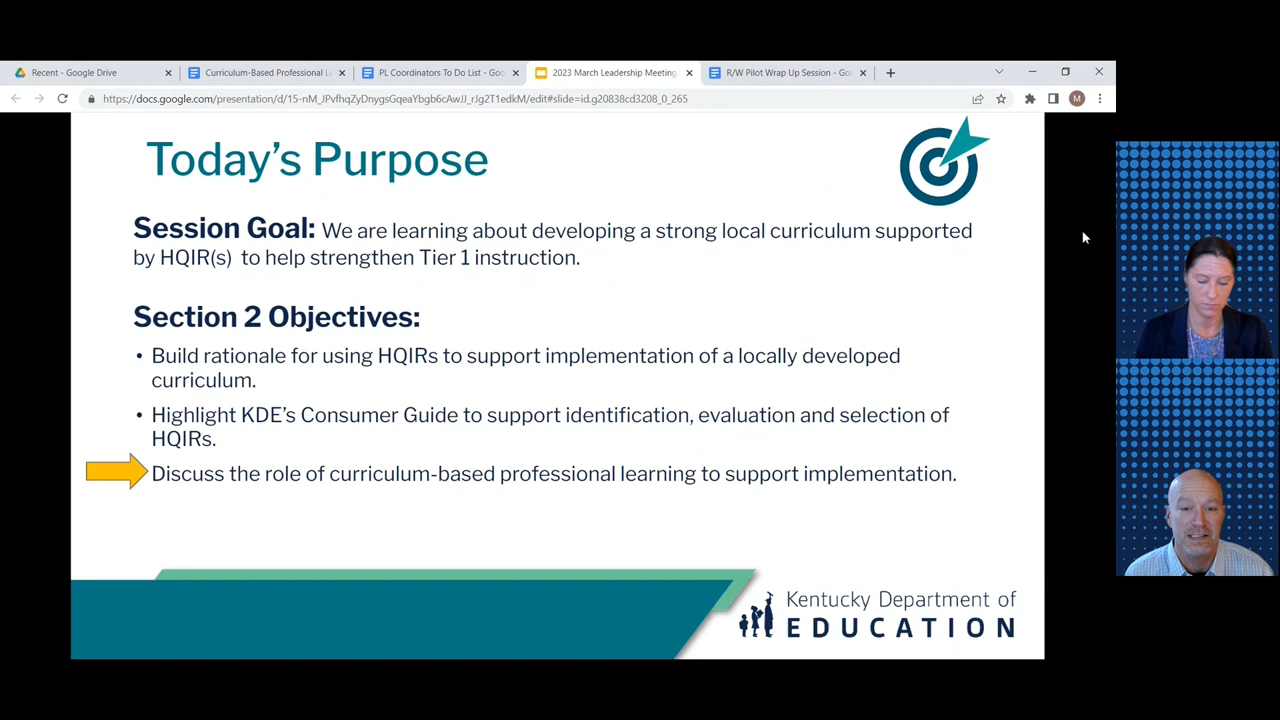 Recent - Google Drive
Curriculum-Based Professional Le
PL Coordinators To Do List - Goo
2023 March Leadership Meeting
R/W Pilot Wrap Up Session - Goo
https://docs.google.com/presentation/d/15-nM_JPvfhqZyDnygsGqeaYbgb6cAwJJ_rJg2T1edkM/edit#slide=id.g20838cd3208_0_265
M
Today's Purpose
Session Goal: We are learning about developing a strong local curriculum supported
by HQIR(s) to help strengthen Tier 1 instruction.
Section 2 Objectives:
• Build rationale for using HQIRs to support implementation of a locally developed
curriculum.
• Highlight KDE's Consumer Guide to support identification, evaluation and selection of
HQIRs.
Discuss the role of curriculum-based professional learning to support implementation.
Kentucky Department of
EDUCATION